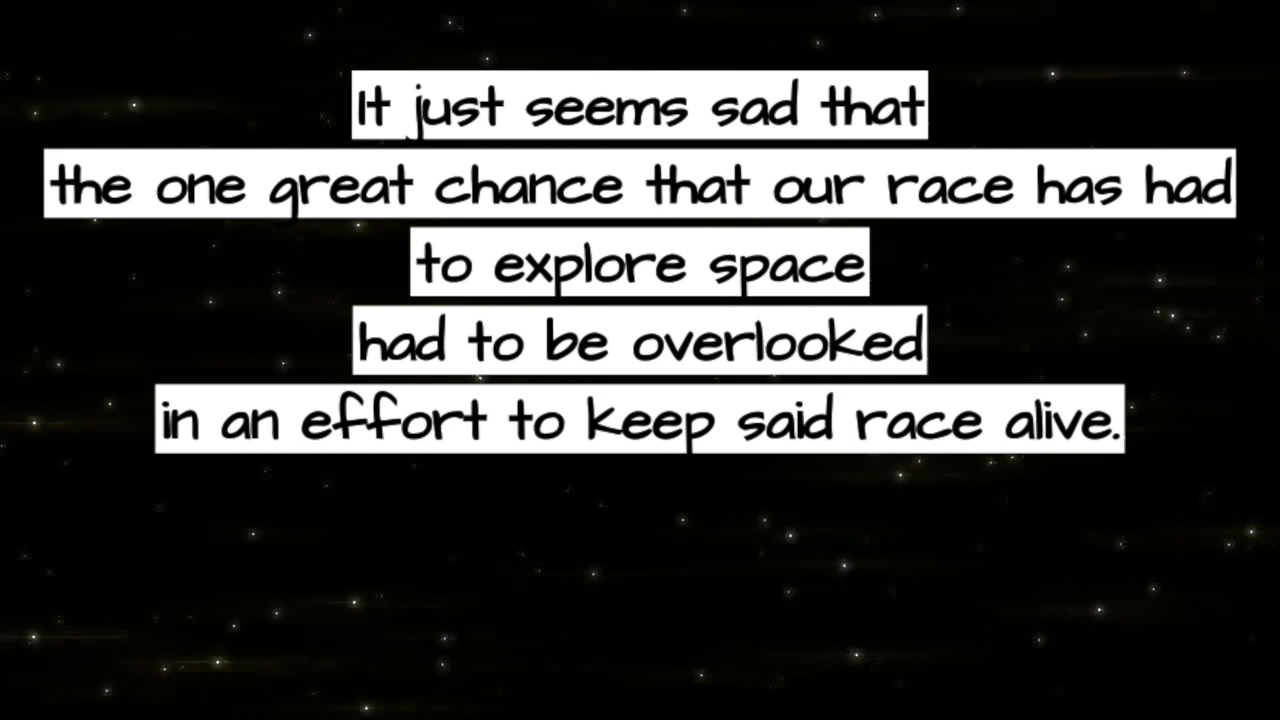 It just seems sad that
the one great chance that our race has had
to explore space
had to be overlooked
in an effort to keep said race alive.